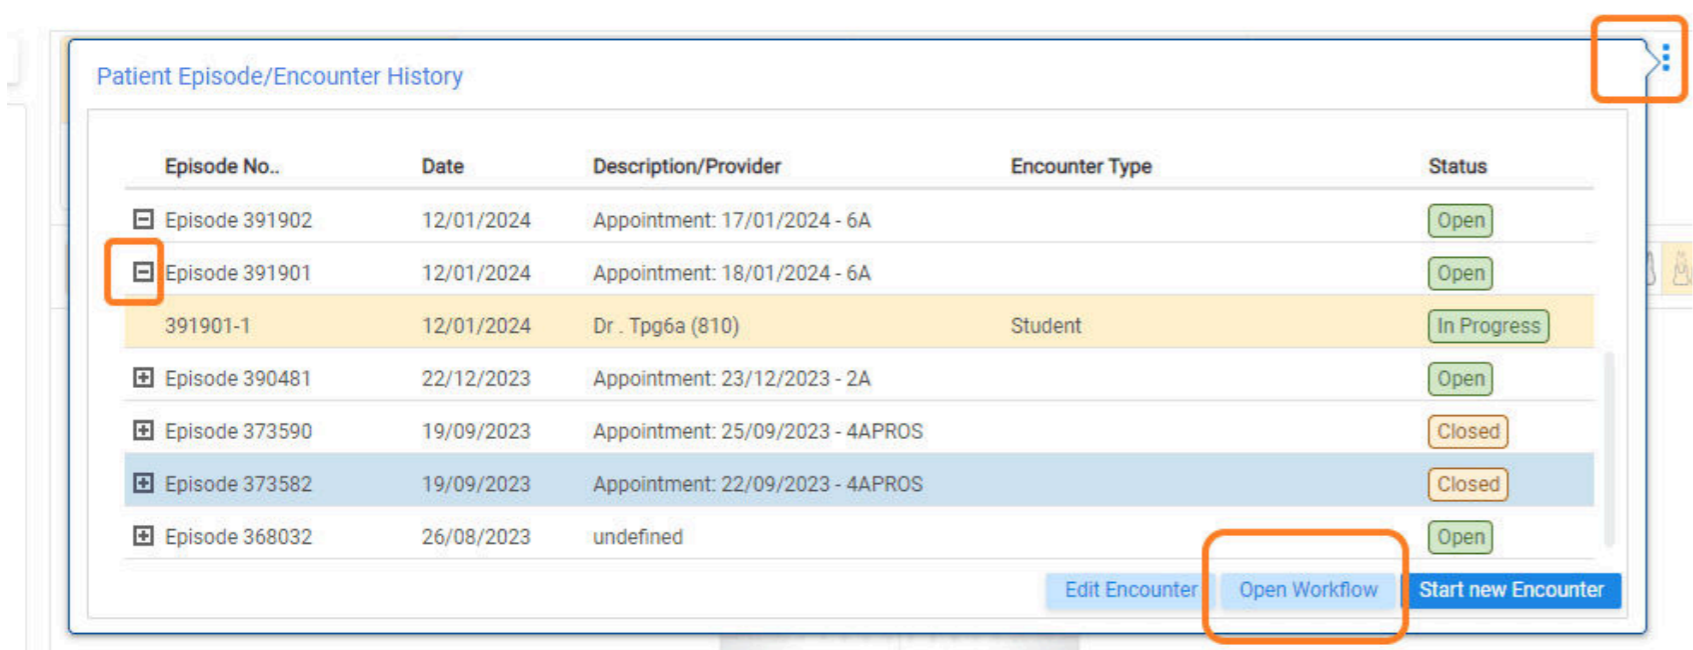 Patient Episode/Encounter History
Episode No.. Date Description/Provider Encounter Type Status
Episode 391902 12/01/2024 Appointment: 17/01/2024 - 6A Open
Episode 391901 12/01/2024 Appointment: 18/01/2024 - 6A Open
391901-1 12/01/2024 Dr . Tpg6a (810) Student In Progress
Episode 390481 22/12/2023 Appointment: 23/12/2023 - 2A Open
Episode 373590 19/09/2023 Appointment: 25/09/2023 - 4APROS Closed
Episode 373582 19/09/2023 Appointment: 22/09/2023 - 4APROS Closed
Episode 368032 26/08/2023 undefined Open
Edit Encounter Open Workflow Start new Encounter